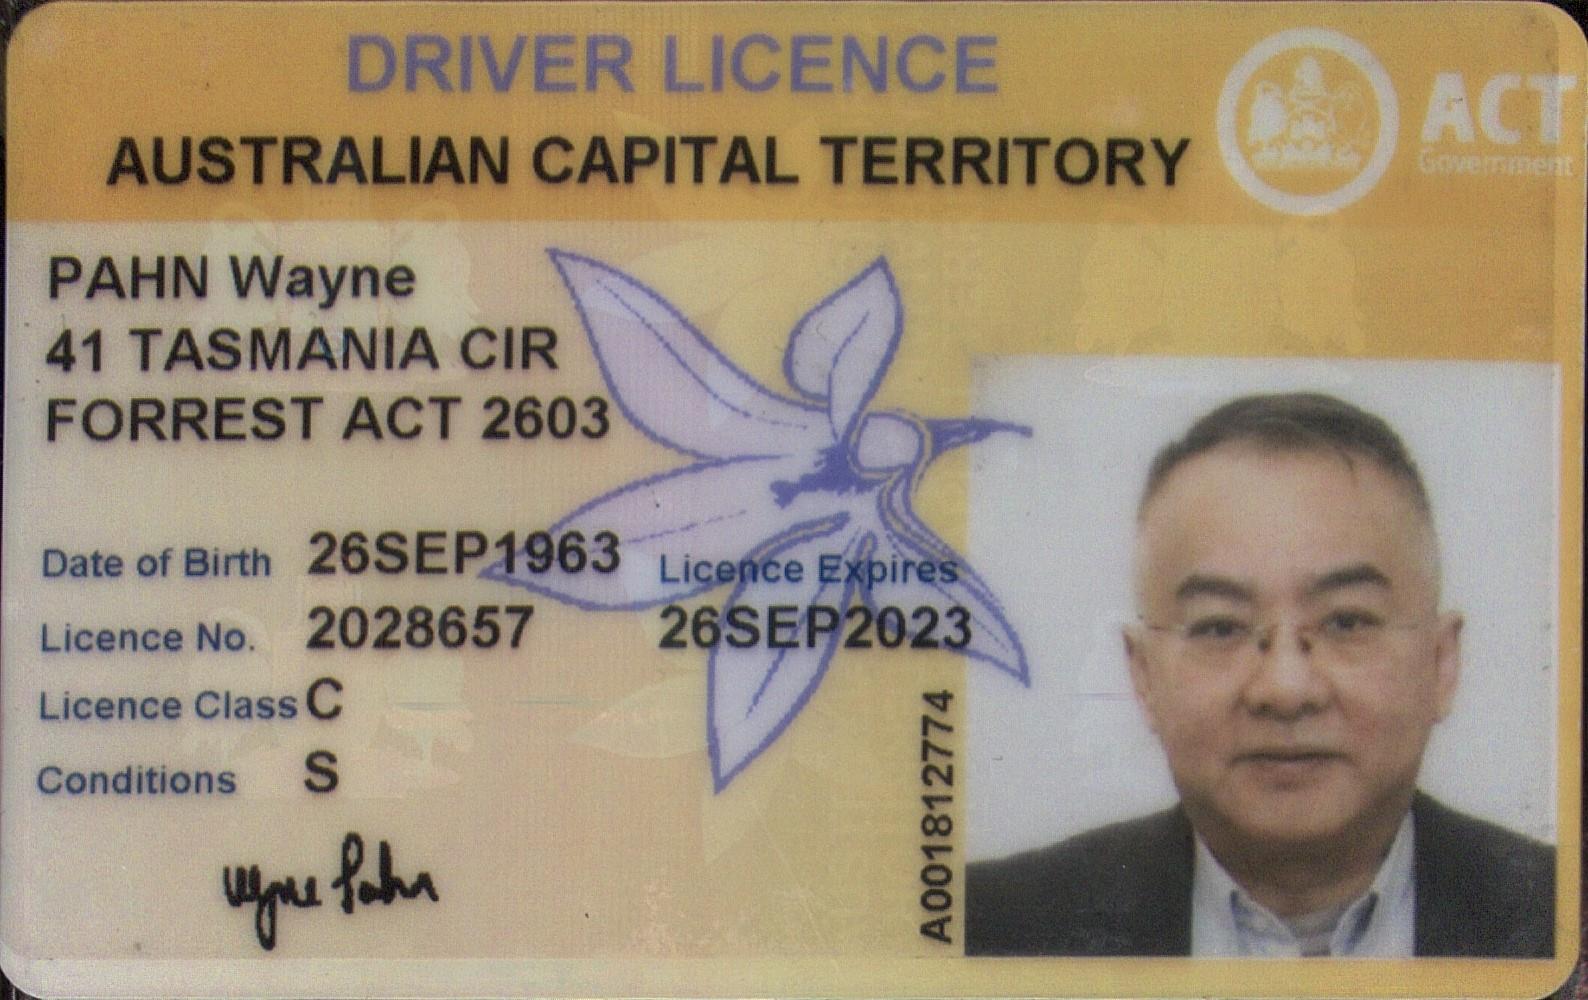 DRIVER LICENCE
AUSTRALIAN CAPITAL TERRITORY
ACT
Government
PAHN Wayne
41 TASMANIA CIR
FORREST ACT 2603
Date of Birth 26SEP1963
Licence Expires
Licence No. 2028657
26SEP2023
Licence Class C
Conditions S
A001812774
Wyne Pahn